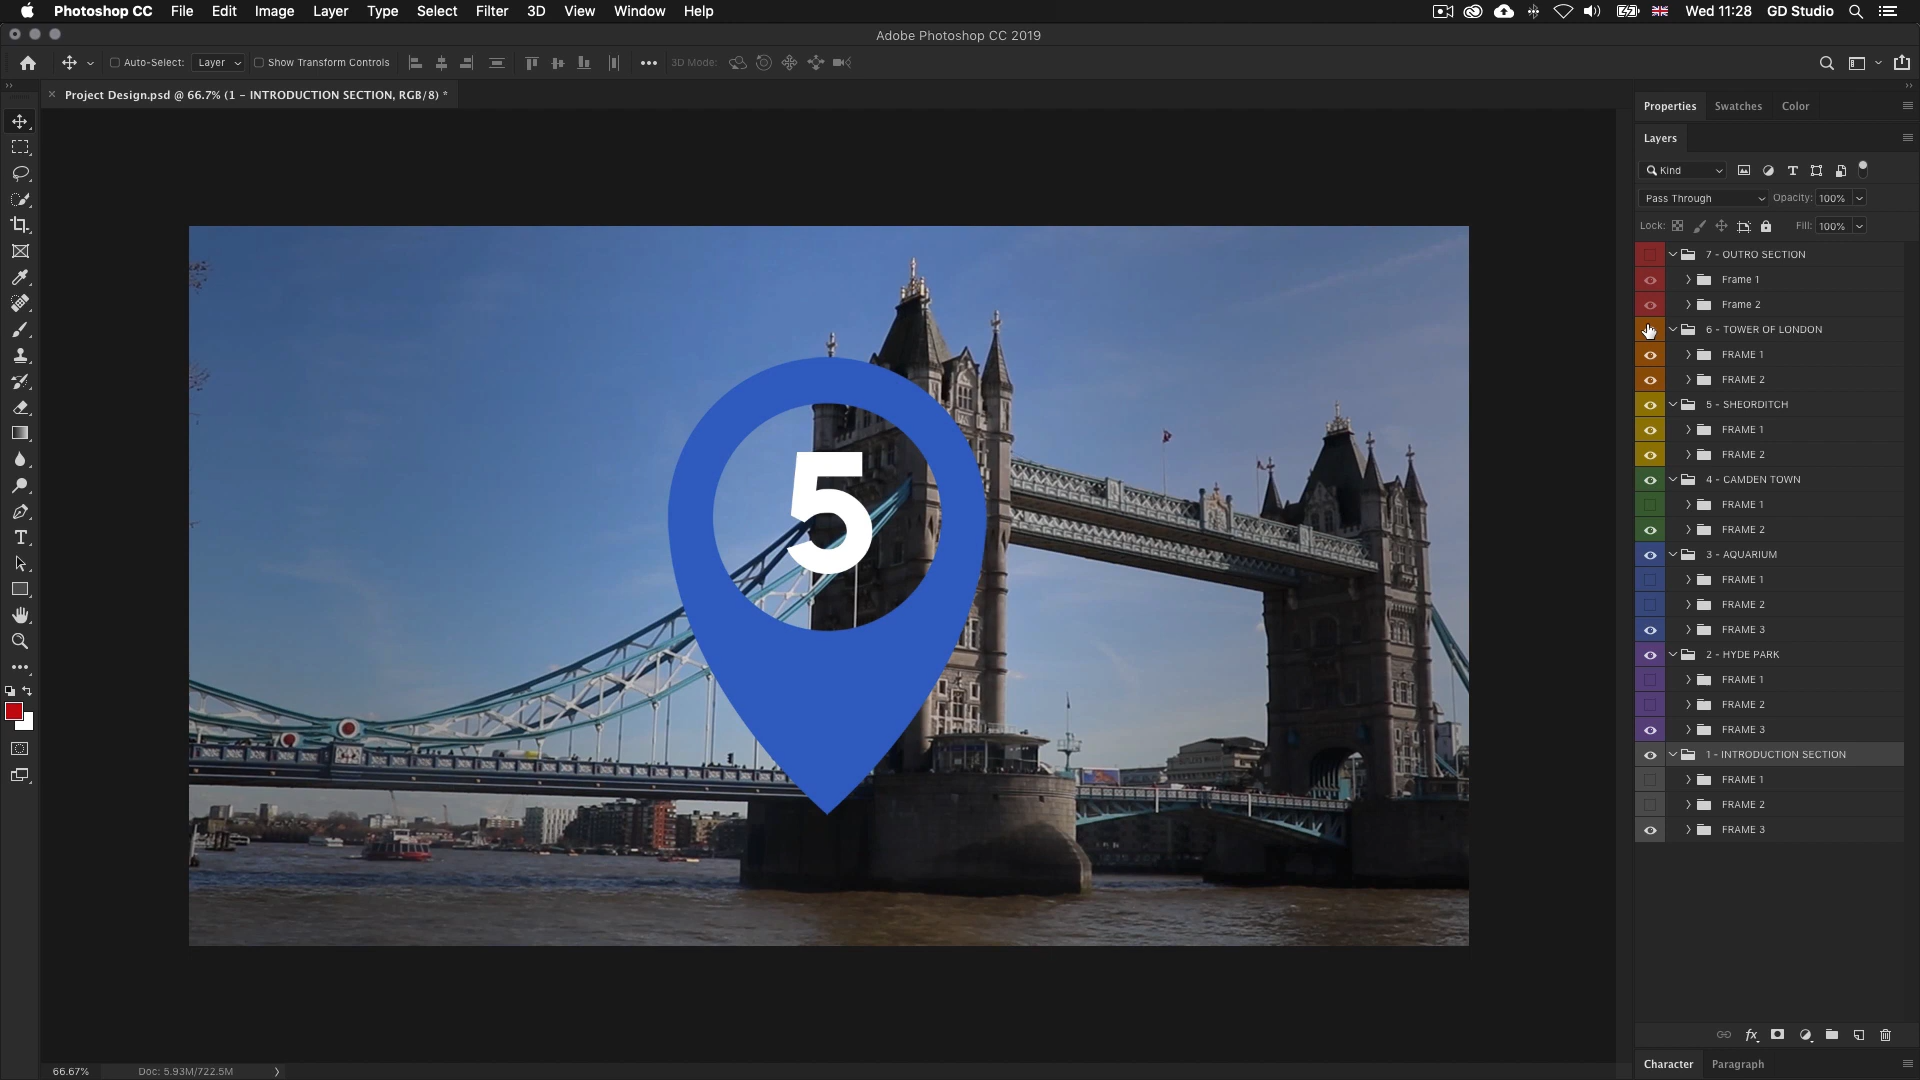 Photoshop CC File Edit Image Layer Type Select Filter 3D View Window Help Wed 11:28 GD Studio
Adobe Photoshop CC 2019
Auto-Select: Layer Show Transform Controls 3D Mode:
Project Design.psd @ 66.7% (1 – INTRODUCTION SECTION, RGB/8) *
Properties Swatches Color
Layers
Kind
Pass Through Opacity: 100%
Lock: Fill: 100%
7 - OUTRO SECTION
Frame 1
Frame 2
6 - TOWER OF LONDON
FRAME 1
FRAME 2
5 - SHEORDITCH
FRAME 1
FRAME 2
4 - CAMDEN TOWN
FRAME 1
FRAME 2
3 - AQUARIUM
FRAME 1
FRAME 2
FRAME 3
2 - HYDE PARK
FRAME 1
FRAME 2
FRAME 3
1 - INTRODUCTION SECTION
FRAME 1
FRAME 2
FRAME 3
5
fx
66.67% Doc: 5.93M/722.5M
Character Paragraph